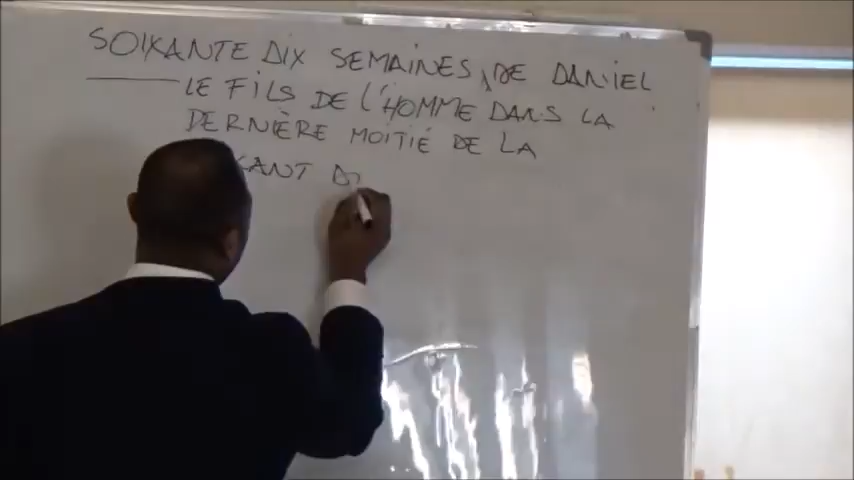 SOIXANTE DIX SEMAINES, DE DANIEL
LE FILS DE L'HOMME DANS LA
DERNIÈRE MOITIÉ DE LA